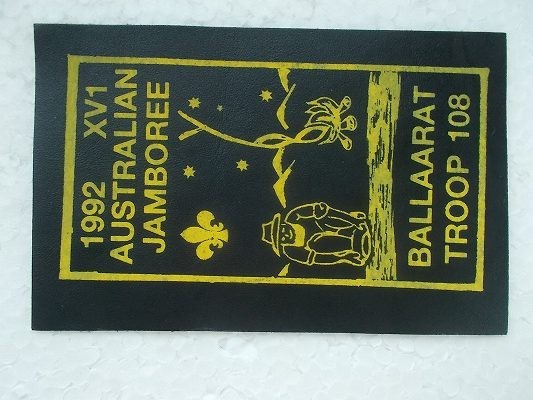 1992 XV1
AUSTRALIAN
JAMBOREE
BALLAARAT
TROOP 108